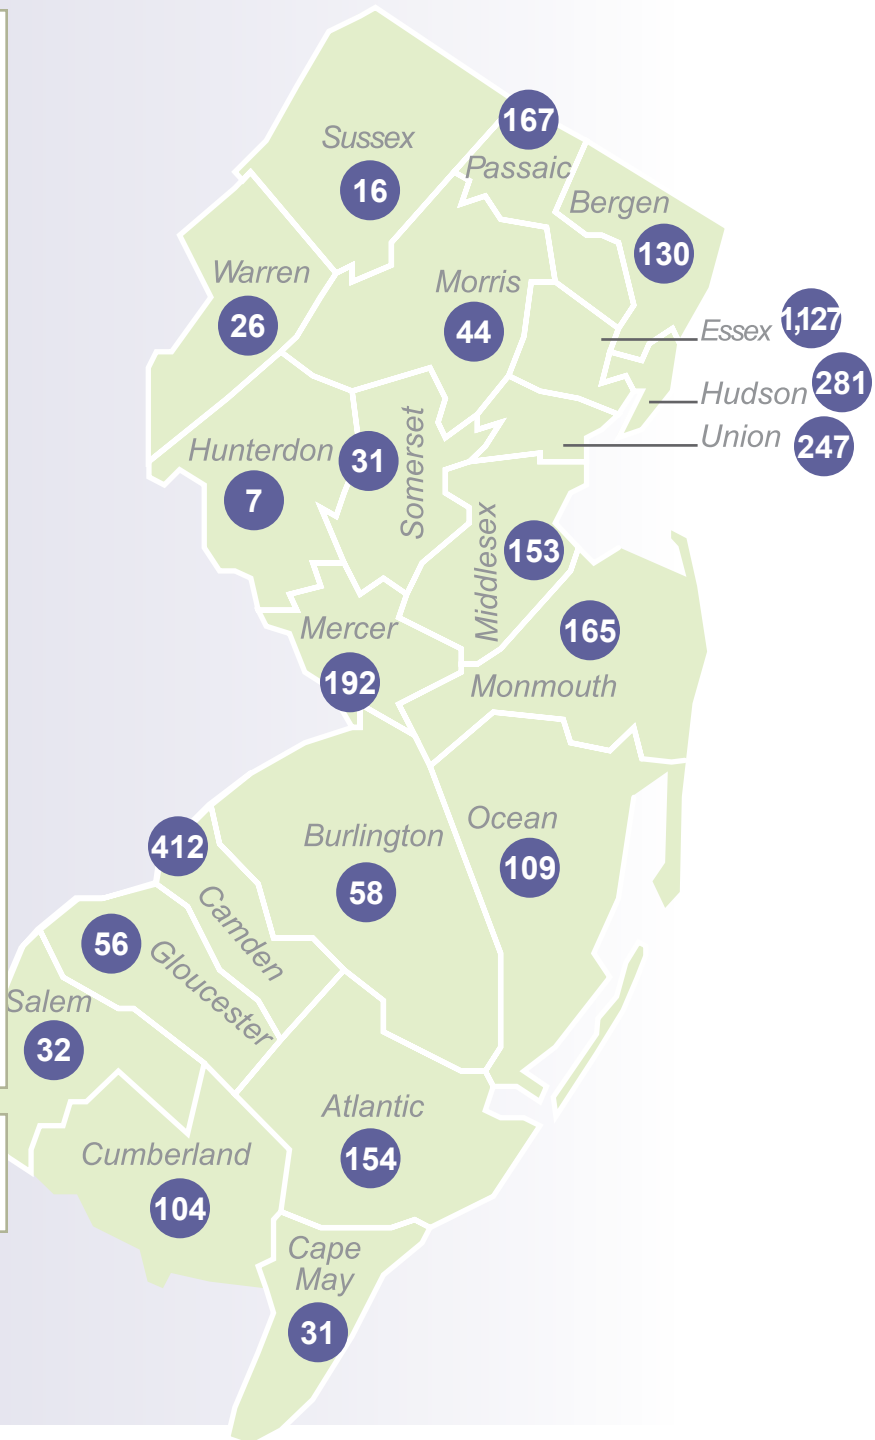 167
Sussex
Passaic
16
Bergen
130
Warren
Morris
26
44
Essex 1,127
Hudson 281
Union 247
Hunterdon
31
Somerset
7
Middlesex
153
Mercer
165
192
Monmouth
412
Burlington
Ocean
58
109
Camden
56
Gloucester
Salem
32
Atlantic
154
Cumberland
104
Cape
May
31